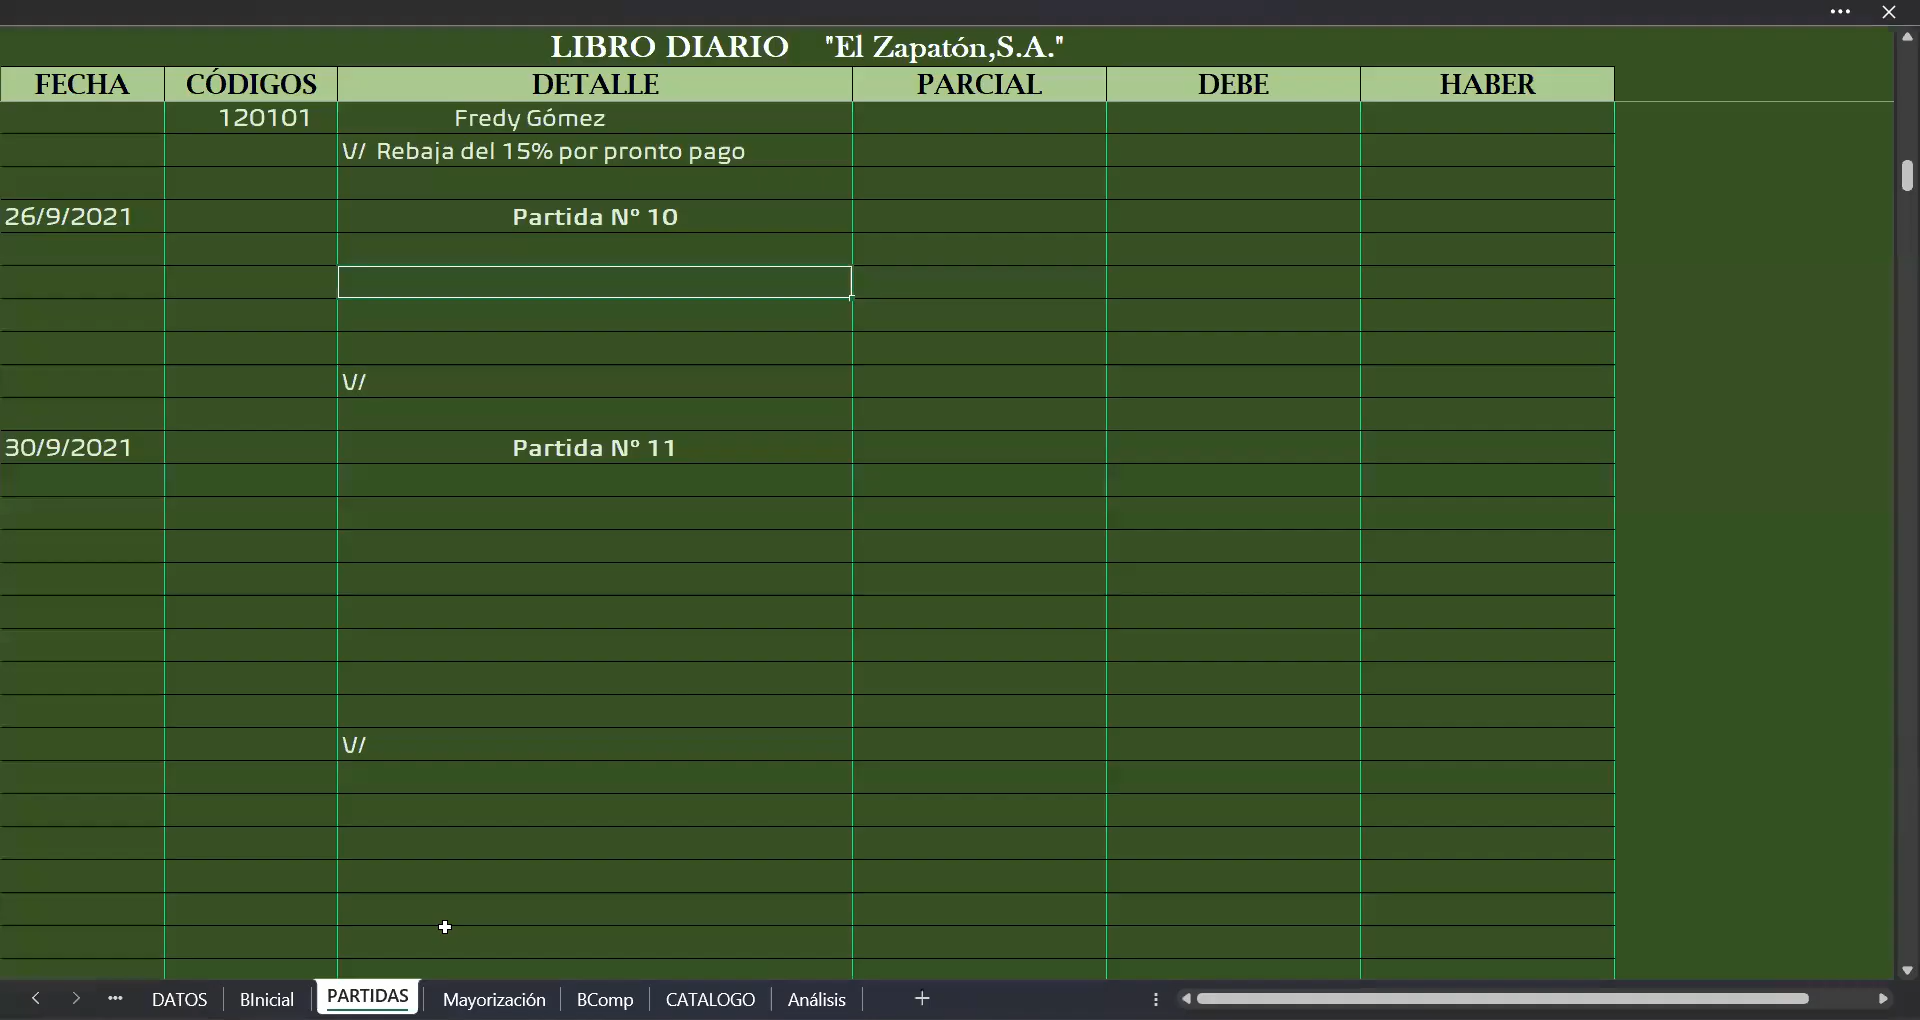 LIBRO DIARIO "El Zapatón,S.A."
FECHA CÓDIGOS DETALLE PARCIAL DEBE HABER
120101 Fredy Gómez
\/ Rebaja del 15% por pronto pago
26/9/2021 Partida N° 10
\/
30/9/2021 Partida N° 11
\/
DATOS BInicial PARTIDAS Mayorización BComp CATALOGO Análisis